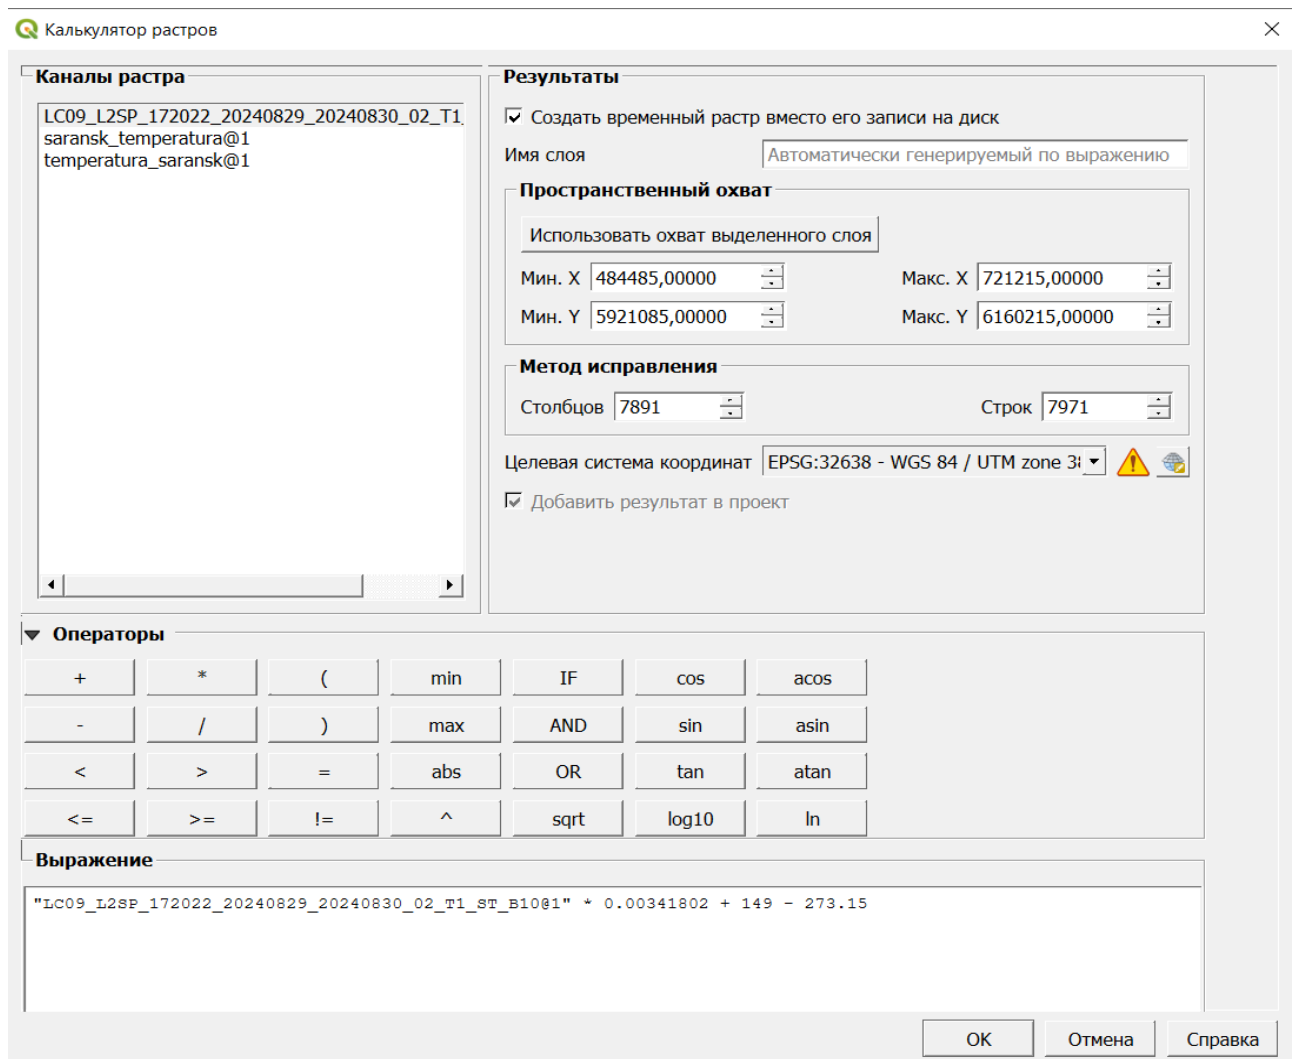 Калькулятор растров
Каналы растра
LC09_L2SP_172022_20240829_20240830_02_T1_
saransk_temperatura@1
temperatura_saransk@1
Результаты
Создать временный растр вместо его записи на диск
Имя слоя Автоматически генерируемый по выражению
Пространственный охват
Использовать охват выделенного слоя
Мин. X 484485,00000 Макс. X 721215,00000
Мин. Y 5921085,00000 Макс. Y 6160215,00000
Метод исправления
Столбцов 7891 Строк 7971
Целевая система координат EPSG:32638 - WGS 84 / UTM zone 38
Добавить результат в проект
Операторы
+ * ( min IF cos acos
- / ) max AND sin asin
< > = abs OR tan atan
<= >= != ^ sqrt log10 ln
Выражение
"LC09_L2SP_172022_20240829_20240830_02_T1_ST_B10@1" * 0.00341802 + 149 - 273.15
OK Отмена Справка